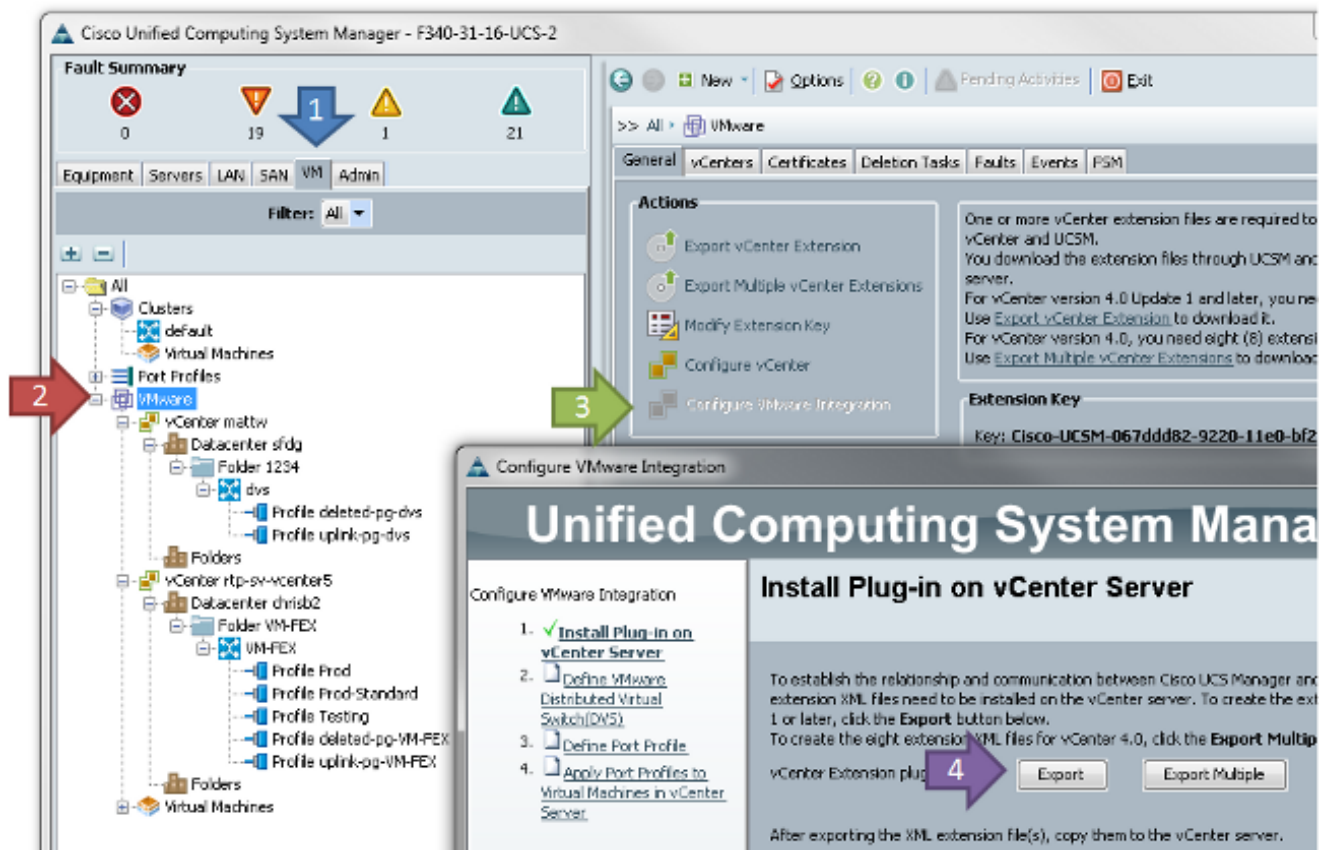 Cisco Unified Computing System Manager - F340-31-16-UCS-2
Fault Summary
0 19 1 21
1
Equipment Servers LAN SAN VM Admin
Filter: All
All
Clusters
default
Virtual Machines
Port Profiles
2
VMware
vCenter mattw
Datacenter sfdg
Folder 1234
dvs
Profile deleted-pg-dvs
Profile uplink-pg-dvs
Folders
vCenter rtp-sv-vcenter5
Datacenter chrisb2
Folder VM-FEX
VM-FEX
Profile Prod
Profile Prod-Standard
Profile Testing
Profile deleted-pg-VM-FEX
Profile uplink-pg-VM-FEX
Folders
Virtual Machines
New Options Pending Activities Exit
>> All VMware
General vCenters Certificates Deletion Tasks Faults Events FSM
Actions
Export vCenter Extension
Export Multiple vCenter Extensions
Modify Extension Key
Configure vCenter
3
Configure VMware Integration
One or more vCenter extension files are required to
vCenter and UCSM.
You download the extension files through UCSM and
server.
For vCenter version 4.0 Update 1 and later, you ne
Use Export vCenter Extension to download it.
For vCenter version 4.0, you need eight (8) extensi
Use Export Multiple vCenter Extensions to downloac
Extension Key
Key: Cisco-UCSM-067ddd82-9220-11e0-bf2
Configure VMware Integration
Unified Computing System Mana
Configure VMware Integration
1. Install Plug-in on
vCenter Server
2. Define VMware
Distributed Virtual
Switch(DVS)
3. Define Port Profile
4. Apply Port Profiles to
Virtual Machines in vCenter
Server
Install Plug-in on vCenter Server
To establish the relationship and communication between Cisco UCS Manager and
extension XML files need to be installed on the vCenter server. To create the ext
1 or later, click the Export button below.
To create the eight extension XML files for vCenter 4.0, click the Export Multip
vCenter Extension plug
4
Export Export Multiple
After exporting the XML extension file(s), copy them to the vCenter server.